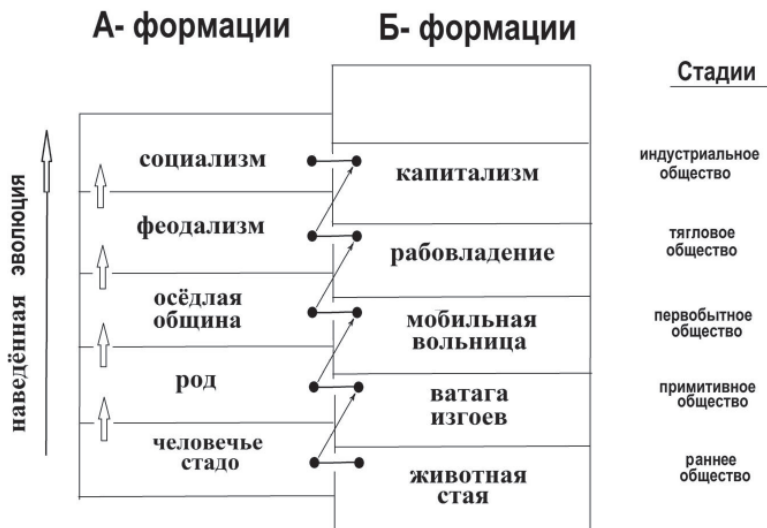 А- формации
Б- формации
Стадии
наведённая эволюция
социализм
капитализм
индустриальное
общество
феодализм
рабовладение
тягловое
общество
осёдлая
община
мобильная
вольница
первобытное
общество
род
ватага
изгоев
примитивное
общество
человечье
стадо
животная
стая
раннее
общество